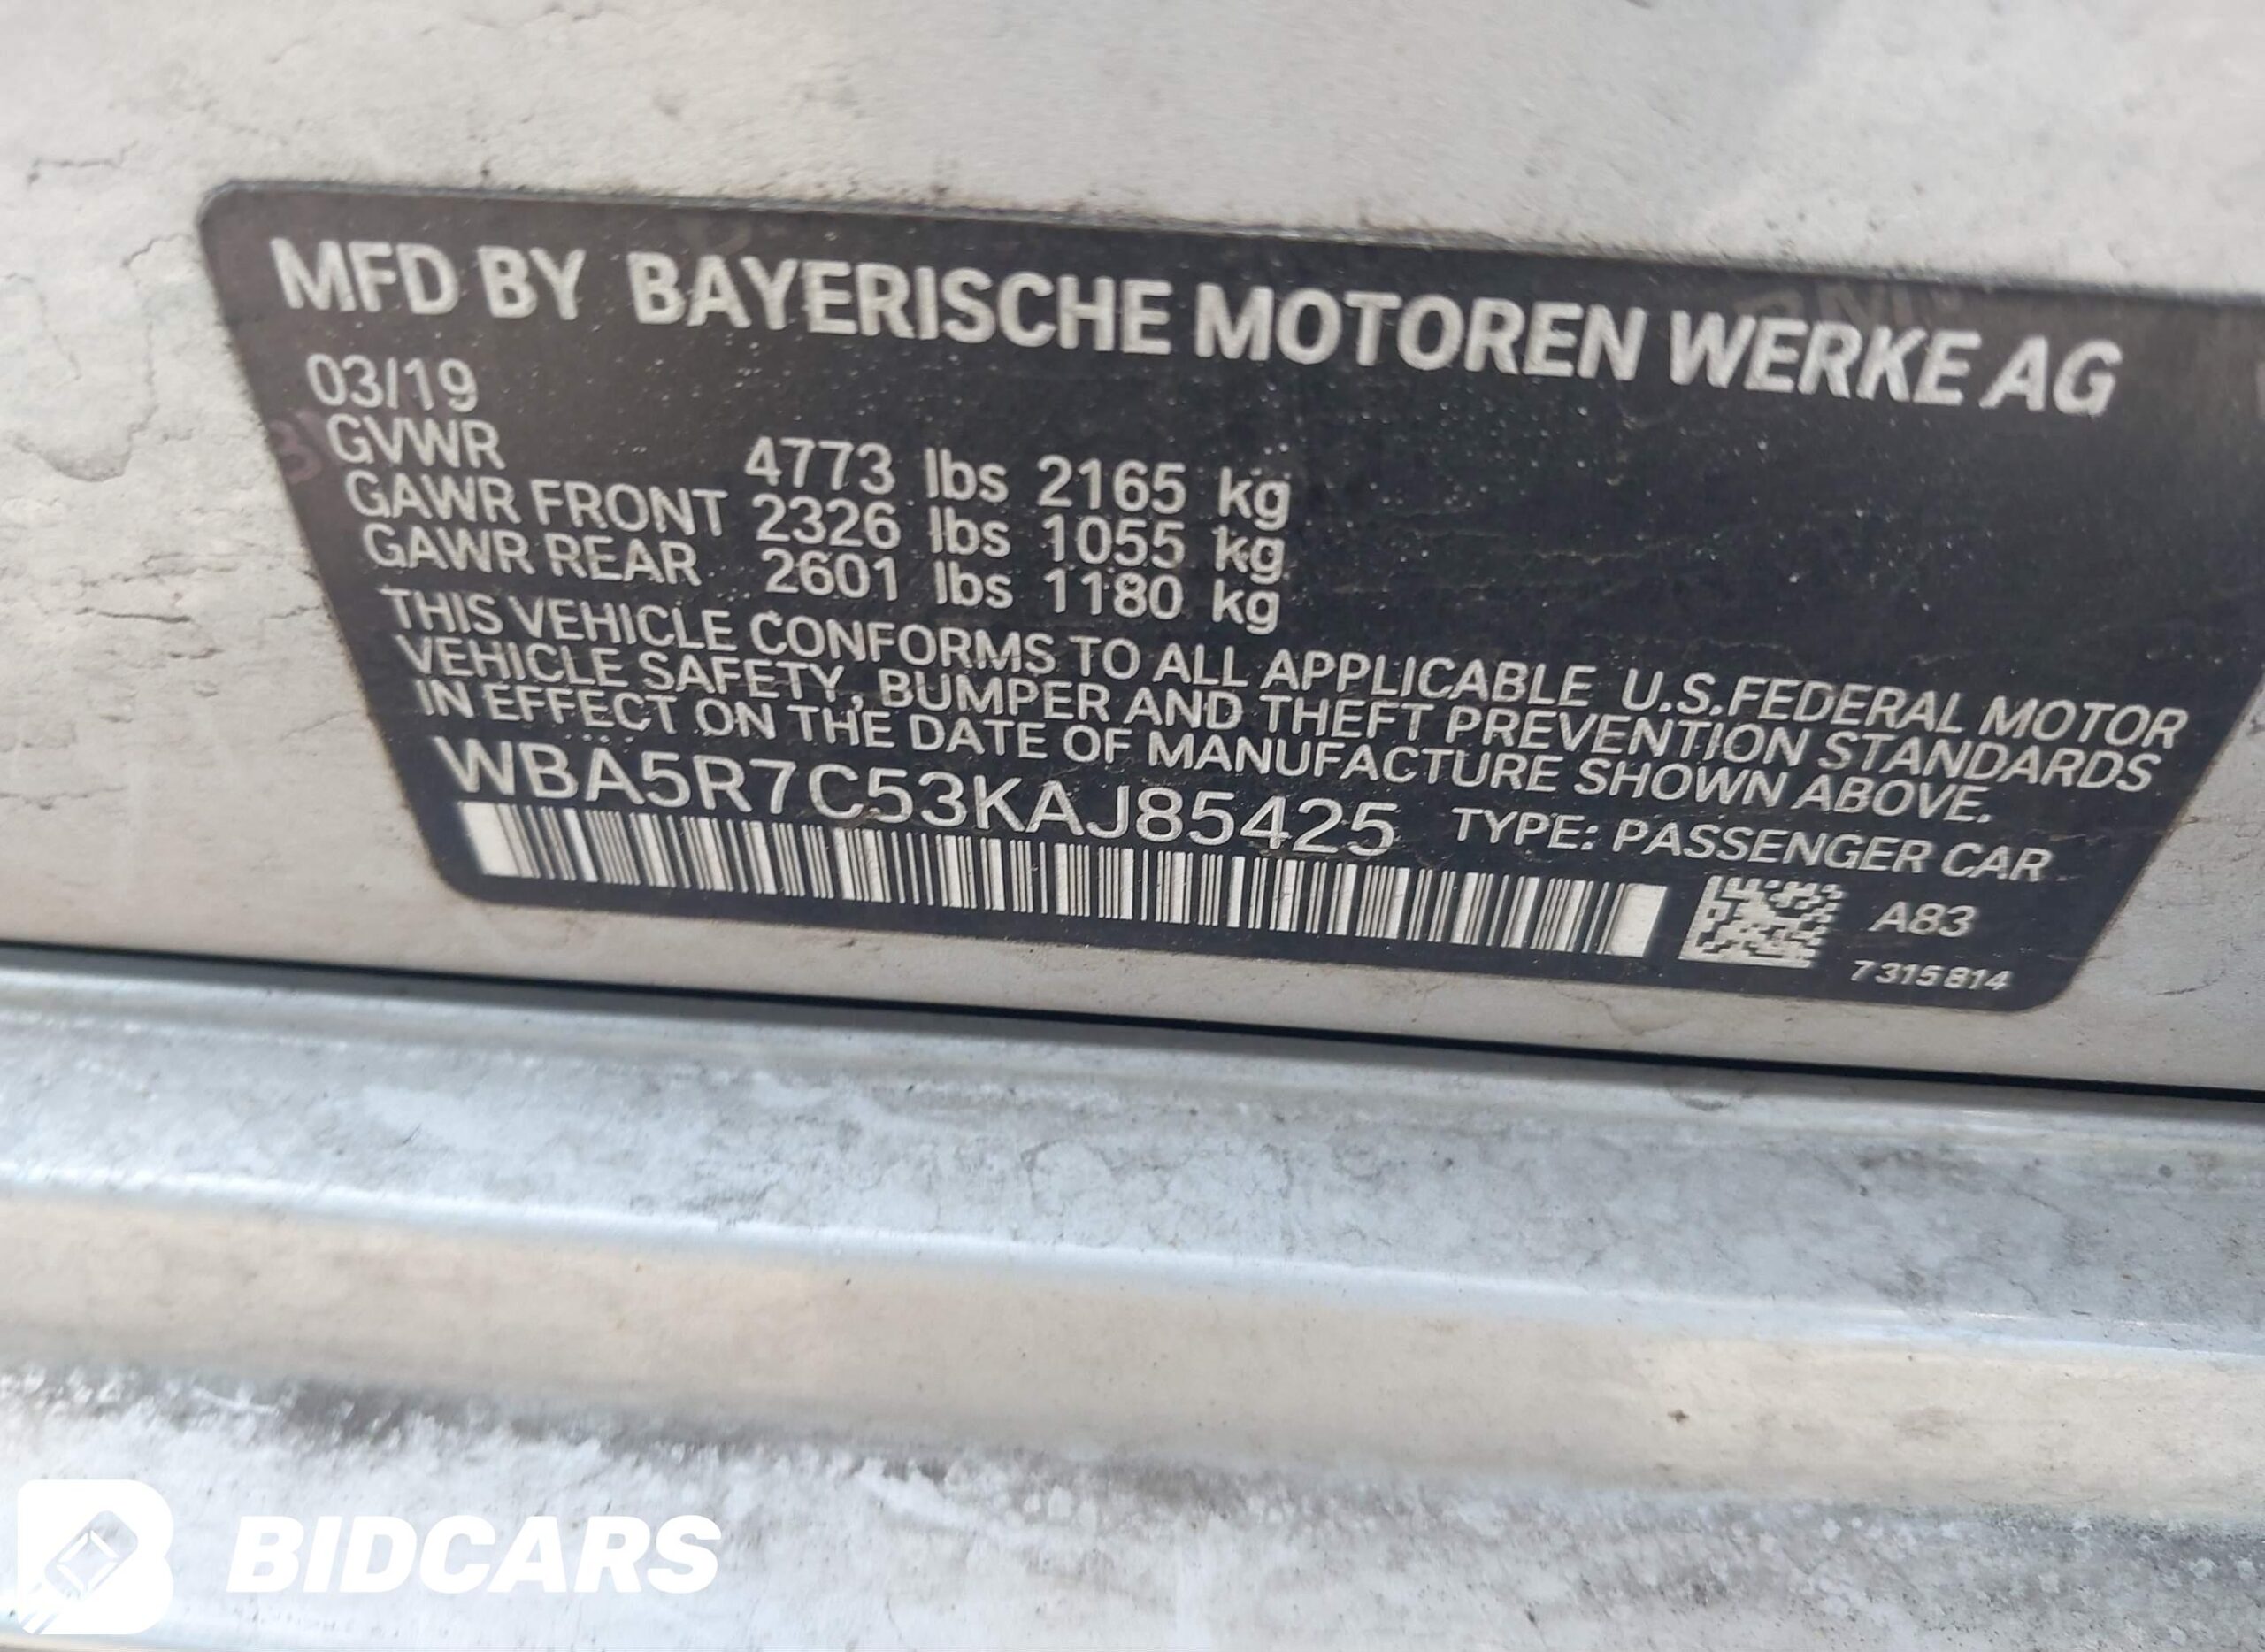 MFD BY BAYERISCHE MOTOREN WERKE AG
03/19
GVWR 4773 lbs 2165 kg
GAWR FRONT 2326 lbs 1055 kg
GAWR REAR 2601 lbs 1180 kg
THIS VEHICLE CONFORMS TO ALL APPLICABLE U.S.FEDERAL MOTOR
VEHICLE SAFETY, BUMPER AND THEFT PREVENTION STANDARDS
IN EFFECT ON THE DATE OF MANUFACTURE SHOWN ABOVE.
WBA5R7C53KAJ85425 TYPE: PASSENGER CAR
A83
7315814
BIDCARS